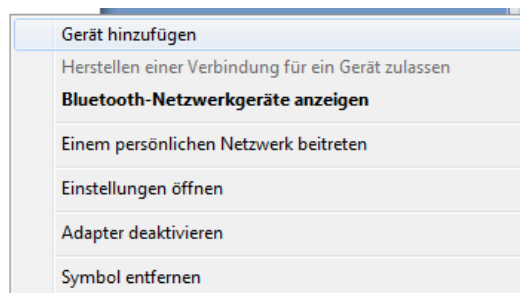 Gerät hinzufügen
Herstellen einer Verbindung für ein Gerät zulassen
Bluetooth-Netzwerkgeräte anzeigen
Einem persönlichen Netzwerk beitreten
Einstellungen öffnen
Adapter deaktivieren
Symbol entfernen